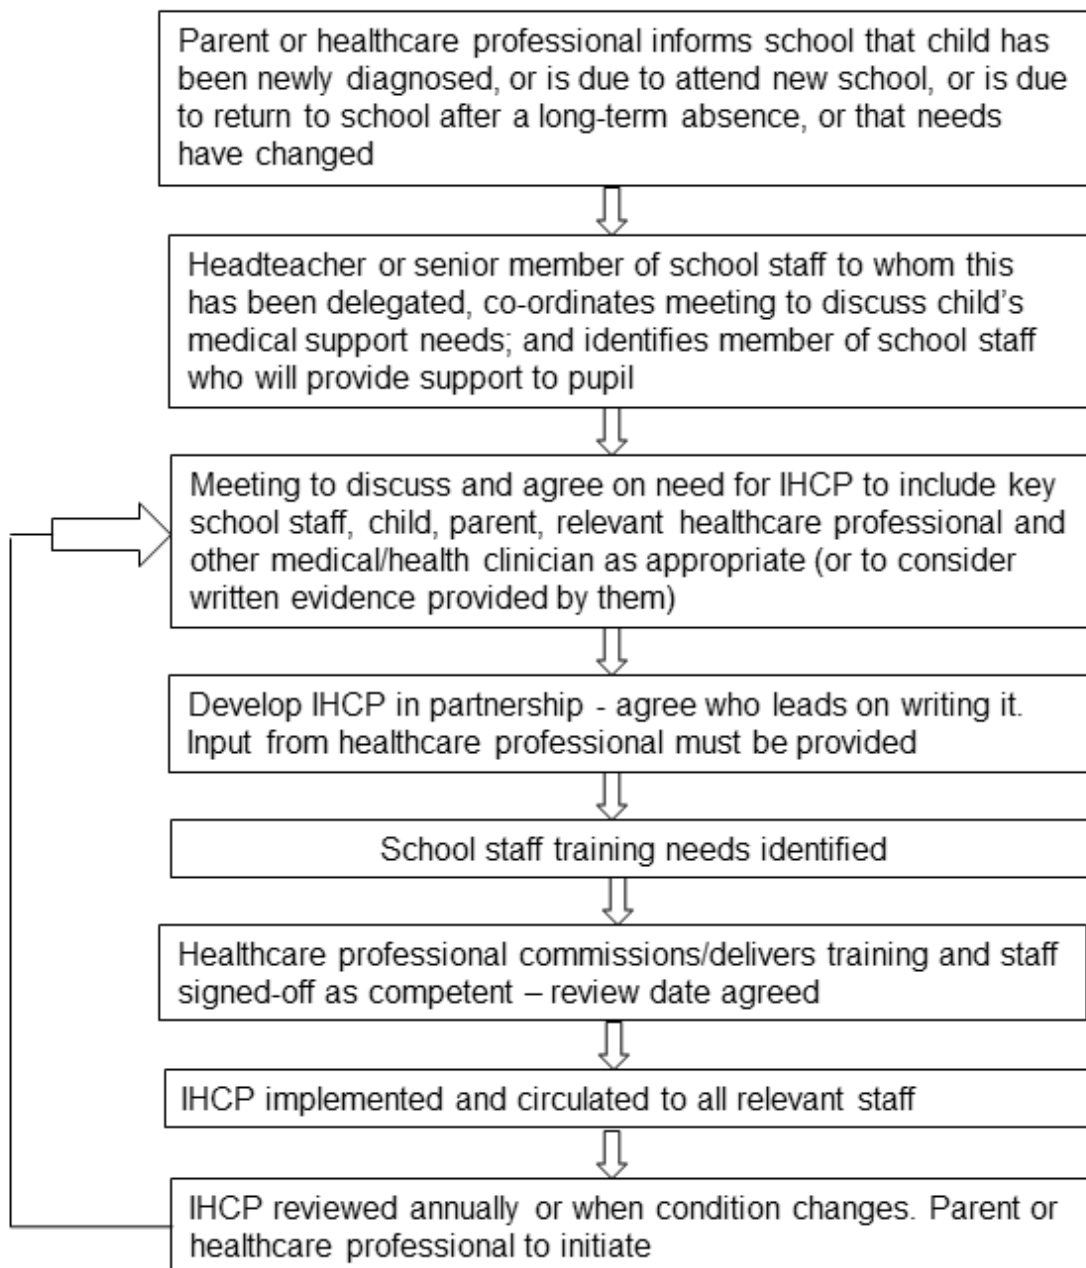 Parent or healthcare professional informs school that child has
been newly diagnosed, or is due to attend new school, or is due
to return to school after a long-term absence, or that needs
have changed
Headteacher or senior member of school staff to whom this
has been delegated, co-ordinates meeting to discuss child’s
medical support needs; and identifies member of school staff
who will provide support to pupil
Meeting to discuss and agree on need for IHCP to include key
school staff, child, parent, relevant healthcare professional and
other medical/health clinician as appropriate (or to consider
written evidence provided by them)
Develop IHCP in partnership - agree who leads on writing it.
Input from healthcare professional must be provided
School staff training needs identified
Healthcare professional commissions/delivers training and staff
signed-off as competent – review date agreed
IHCP implemented and circulated to all relevant staff
IHCP reviewed annually or when condition changes. Parent or
healthcare professional to initiate